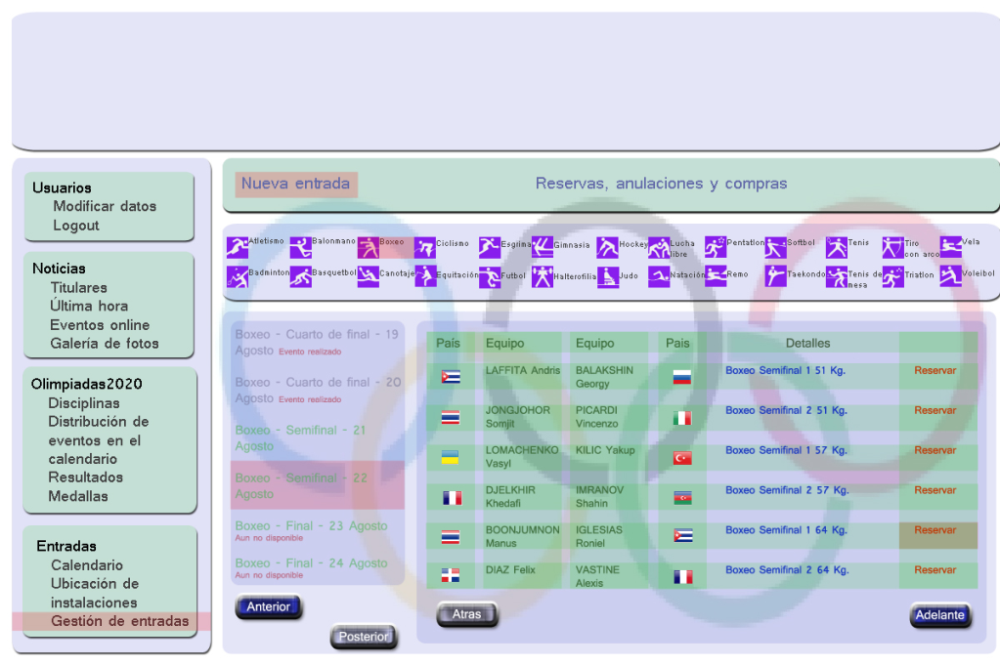 Usuarios
Modificar datos
Logout
Noticias
Titulares
Última hora
Eventos online
Galería de fotos
Olimpiadas2020
Disciplinas
Distribución de
eventos en el
calendario
Resultados
Medallas
Entradas
Calendario
Ubicación de
instalaciones
Gestión de entradas
Nueva entrada
Reservas, anulaciones y compras
Atletismo Balonmano Boxeo Ciclismo Esgrima Gimnasia Hockey Lucha libre Pentatlon Softbol Tenis Tiro con arco Vela
Badminton Basquetbol Canotaje Equitación Futbol Halterofilia Judo Natación Remo Taekondo Tenis de mesa Triatlon Voleibol
Boxeo - Cuarto de final - 19
Agosto Evento realizado
Boxeo - Cuarto de final - 20
Agosto Evento realizado
Boxeo - Semifinal - 21
Agosto
Boxeo - Semifinal - 22
Agosto
Boxeo - Final - 23 Agosto
Aun no disponible
Boxeo - Final - 24 Agosto
Aun no disponible
Anterior
Posterior
País Equipo Equipo País Detalles
LAFFITA Andris BALAKSHIN Georgy Boxeo Semifinal 1 51 Kg. Reservar
JONGJOHOR Somjit PICARDI Vincenzo Boxeo Semifinal 2 51 Kg. Reservar
LOMACHENKO Vasyl KILIC Yakup Boxeo Semifinal 1 57 Kg. Reservar
DJELKHIR Khedafi IMRANOV Shahin Boxeo Semifinal 2 57 Kg. Reservar
BOONJUMNON Manus IGLESIAS Roniel Boxeo Semifinal 1 64 Kg. Reservar
DIAZ Felix VASTINE Alexis Boxeo Semifinal 2 64 Kg. Reservar
Atras
Adelante